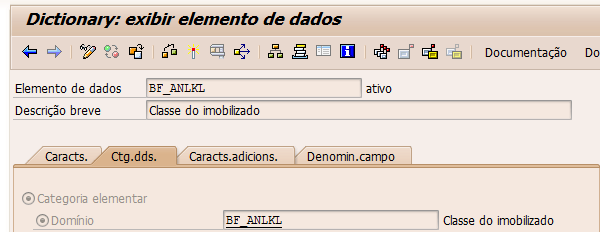 Dictionary: exibir elemento de dados
Documentação Do
Elemento de dados BF_ANLKL ativo
Descrição breve Classe do imobilizado
Caracts. Ctg.dds. Caracts.adicions. Denomin.campo
Categoria elementar
Domínio BF_ANLKL Classe do imobilizado